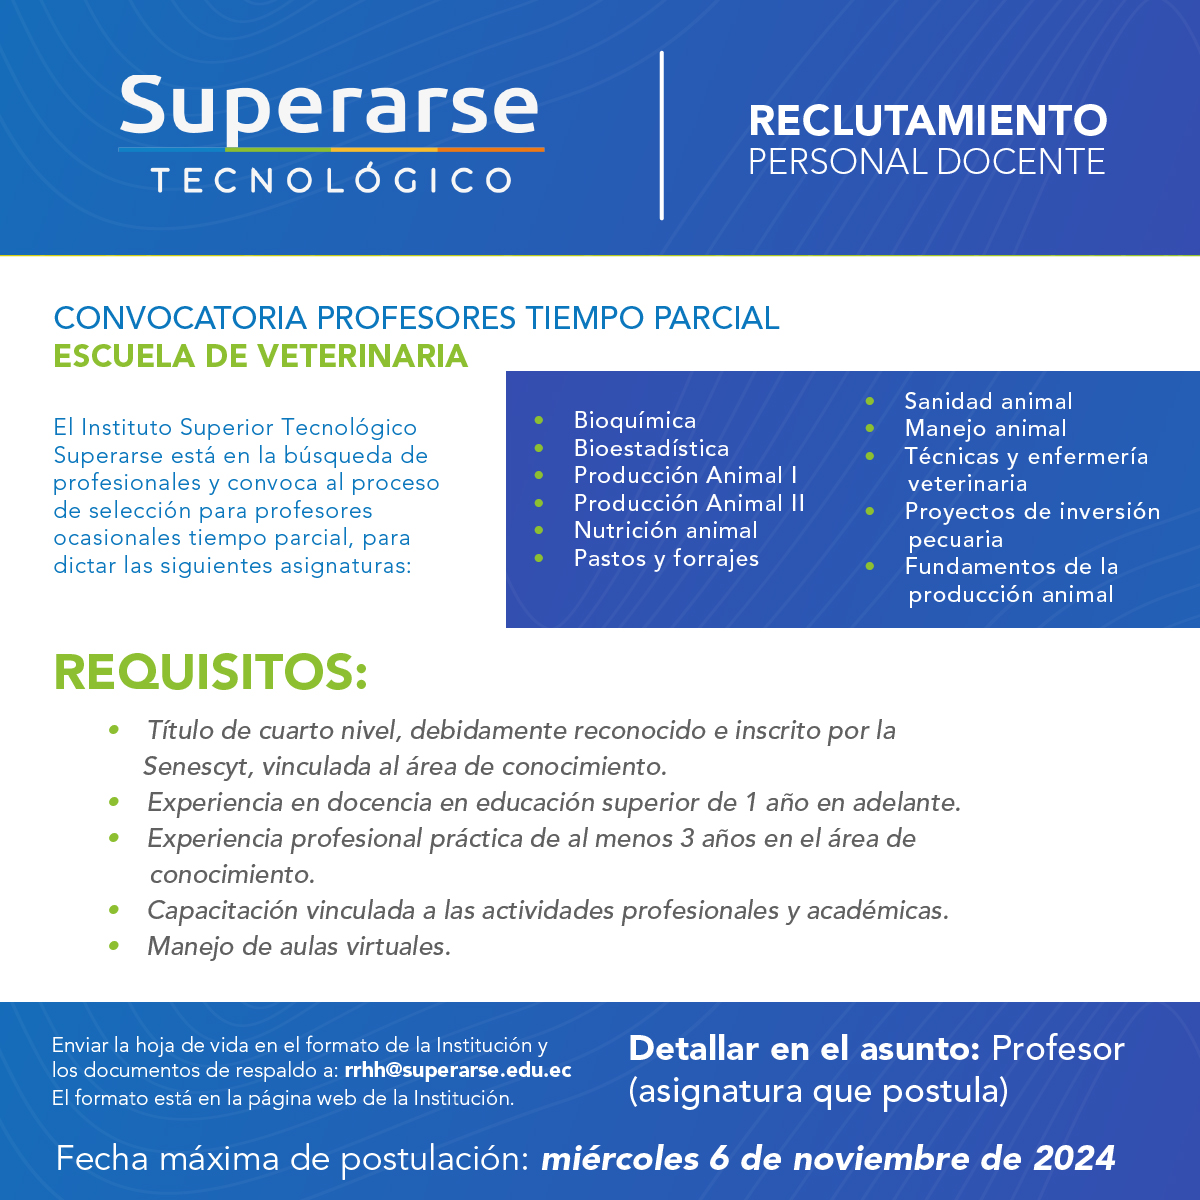 Superarse
TECNOLÓGICO
RECLUTAMIENTO
PERSONAL DOCENTE
CONVOCATORIA PROFESORES TIEMPO PARCIAL
ESCUELA DE VETERINARIA
El Instituto Superior Tecnológico
Superarse está en la búsqueda de
profesionales y convoca al proceso
de selección para profesores
ocasionales tiempo parcial, para
dictar las siguientes asignaturas:
• Bioquímica
• Bioestadística
• Producción Animal I
• Producción Animal II
• Nutrición animal
• Pastos y forrajes
• Sanidad animal
• Manejo animal
• Técnicas y enfermería
veterinaria
• Proyectos de inversión
pecuaria
• Fundamentos de la
producción animal
REQUISITOS:
• Título de cuarto nivel, debidamente reconocido e inscrito por la
Senescyt, vinculada al área de conocimiento.
• Experiencia en docencia en educación superior de 1 año en adelante.
• Experiencia profesional práctica de al menos 3 años en el área de
conocimiento.
• Capacitación vinculada a las actividades profesionales y académicas.
• Manejo de aulas virtuales.
Enviar la hoja de vida en el formato de la Institución y
los documentos de respaldo a: rrhh@superarse.edu.ec
El formato está en la página web de la Institución.
Detallar en el asunto: Profesor
(asignatura que postula)
Fecha máxima de postulación: miércoles 6 de noviembre de 2024